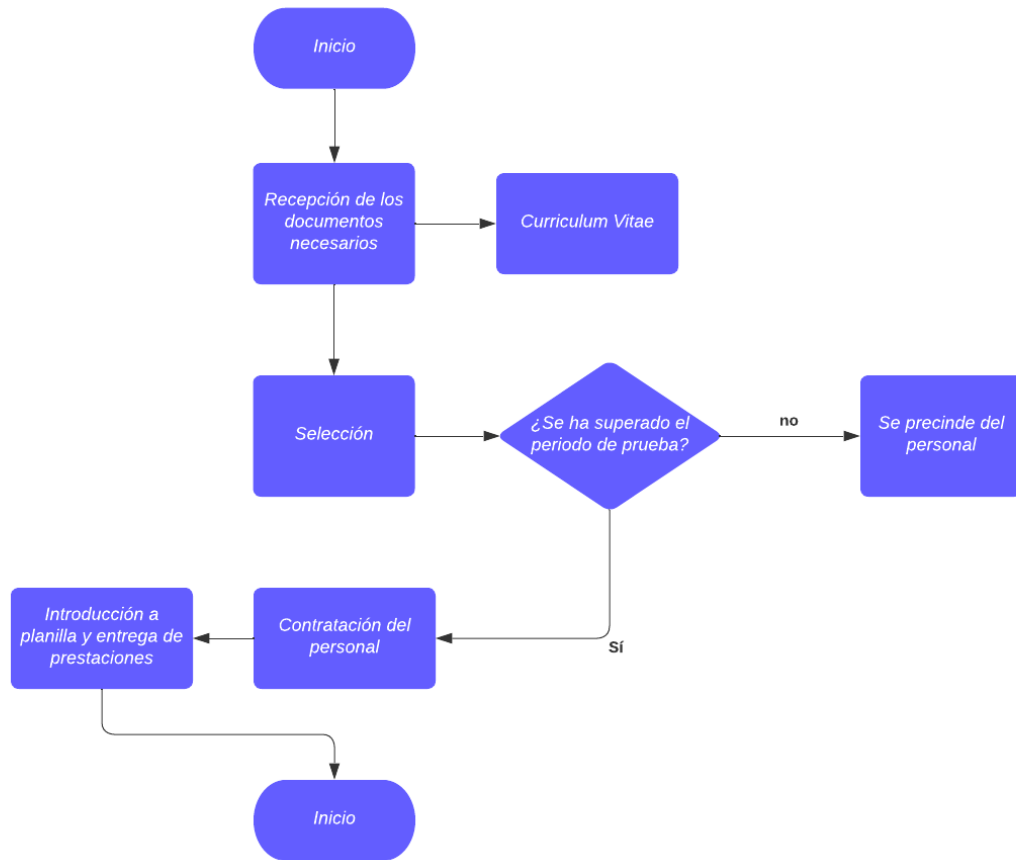 Inicio
Recepción de los
documentos
necesarios
Curriculum Vitae
Selección
¿Se ha superado el
periodo de prueba?
no
Se precinde del
personal
Sí
Contratación del
personal
Introducción a
planilla y entrega de
prestaciones
Inicio